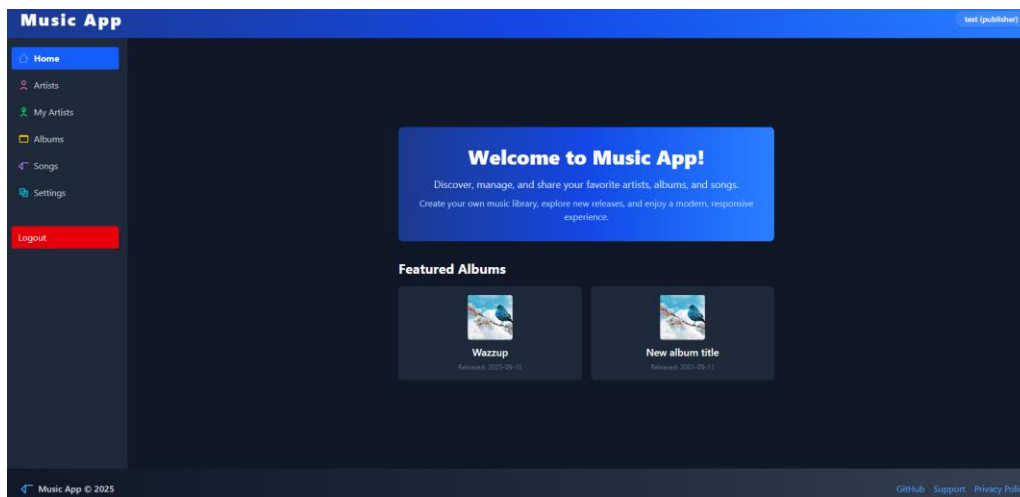 Music App
test (publisher)
Home
Artists
My Artists
Albums
Songs
Settings
Logout
Welcome to Music App!
Discover, manage, and share your favorite artists, albums, and songs.
Create your own music library, explore new releases, and enjoy a modern, responsive
experience.
Featured Albums
Wazzup
Released: 2025-09-15
New album title
Released: 2001-09-11
Music App © 2025
GitHub Support Privacy Poli